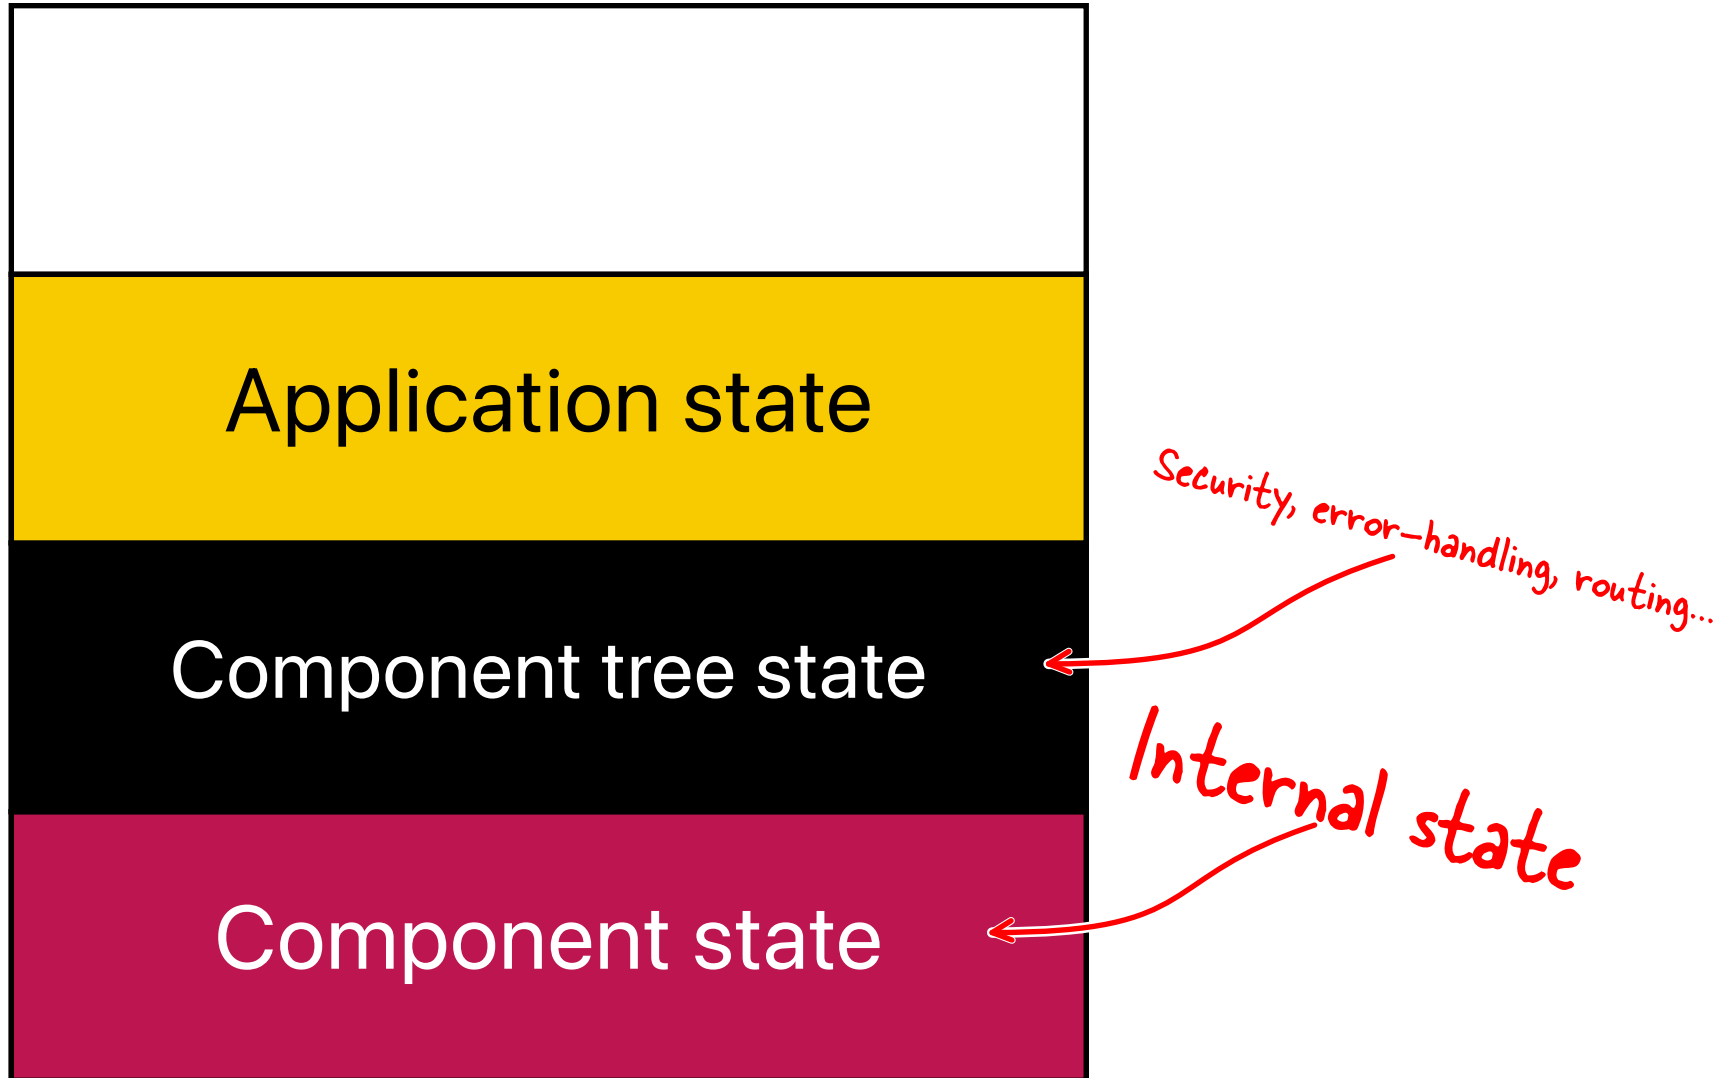 Application state
Security, error-handling, routing...
Component tree state
Internal state
Component state